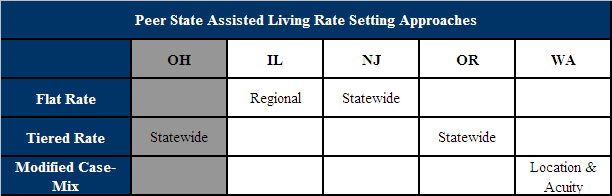 Peer State Assisted Living Rate Setting Approaches
OH IL NJ OR WA
Flat Rate Regional Statewide
Tiered Rate Statewide Statewide
Modified Case-
Mix
Location &
Acuity